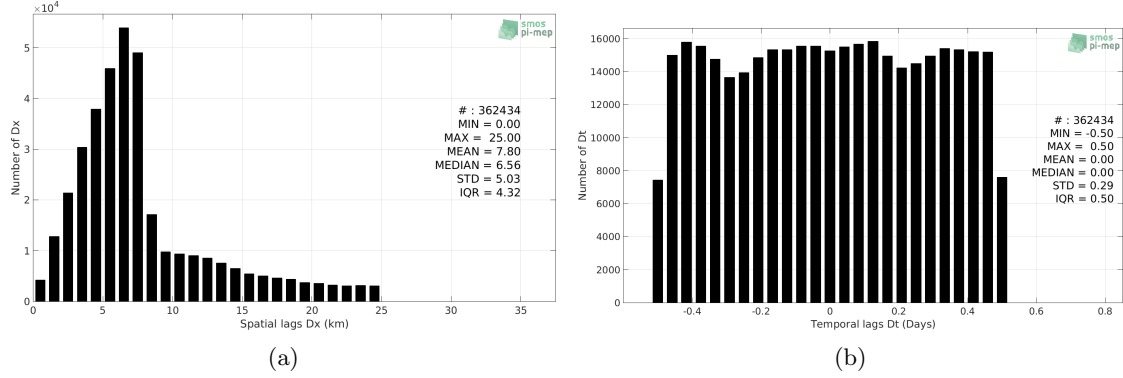 ×10⁴
smos
pi-mep
5
4
3
2
1
0
Number of Dx
# : 362434
MIN = 0.00
MAX = 25.00
MEAN = 7.80
MEDIAN = 6.56
STD = 5.03
IQR = 4.32
0 5 10 15 20 25 30 35
Spatial lags Dx (km)
(a)
smos
pi-mep
16000
14000
12000
10000
8000
6000
4000
2000
0
Number of Dt
# : 362434
MIN = -0.50
MAX = 0.50
MEAN = 0.00
MEDIAN = 0.00
STD = 0.29
IQR = 0.50
-0.4 -0.2 0 0.2 0.4 0.6 0.8
Temporal lags Dt (Days)
(b)